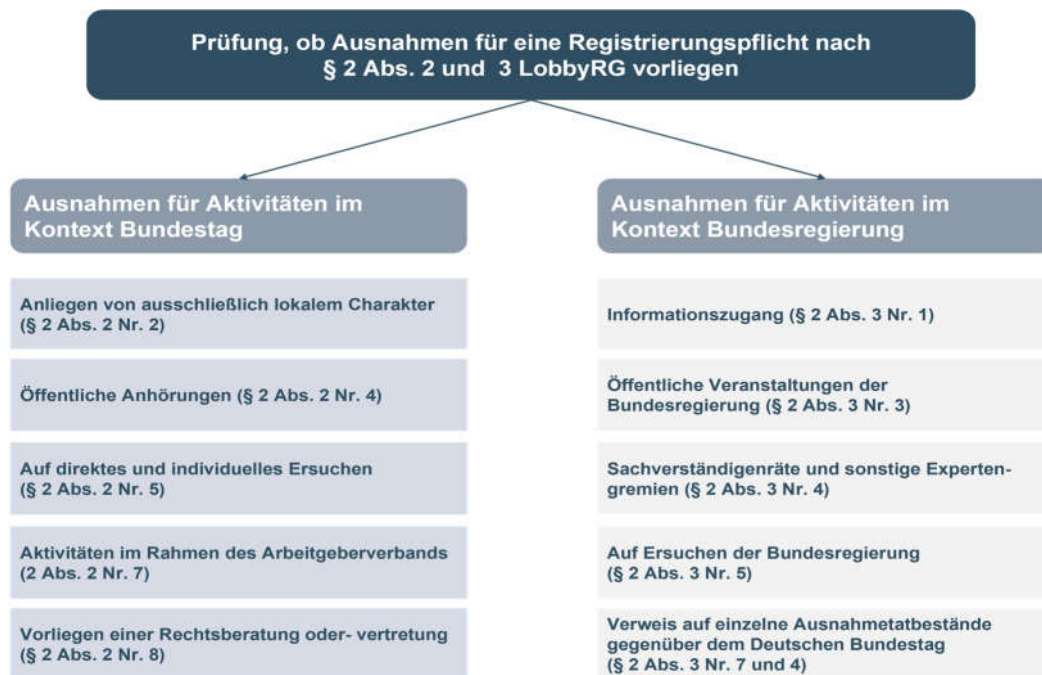 Prüfung, ob Ausnahmen für eine Registrierungspflicht nach
§ 2 Abs. 2 und 3 LobbyRG vorliegen
Ausnahmen für Aktivitäten im
Kontext Bundestag
Anliegen von ausschließlich lokalem Charakter
(§ 2 Abs. 2 Nr. 2)
Öffentliche Anhörungen (§ 2 Abs. 2 Nr. 4)
Auf direktes und individuelles Ersuchen
(§ 2 Abs. 2 Nr. 5)
Aktivitäten im Rahmen des Arbeitgeberverbands
(2 Abs. 2 Nr. 7)
Vorliegen einer Rechtsberatung oder- vertretung
(§ 2 Abs. 2 Nr. 8)
Ausnahmen für Aktivitäten im
Kontext Bundesregierung
Informationszugang (§ 2 Abs. 3 Nr. 1)
Öffentliche Veranstaltungen der
Bundesregierung (§ 2 Abs. 3 Nr. 3)
Sachverständigenräte und sonstige Experten-
gremien (§ 2 Abs. 3 Nr. 4)
Auf Ersuchen der Bundesregierung
(§ 2 Abs. 3 Nr. 5)
Verweis auf einzelne Ausnahmetatbestände
gegenüber dem Deutschen Bundestag
(§ 2 Abs. 3 Nr. 7 und 4)